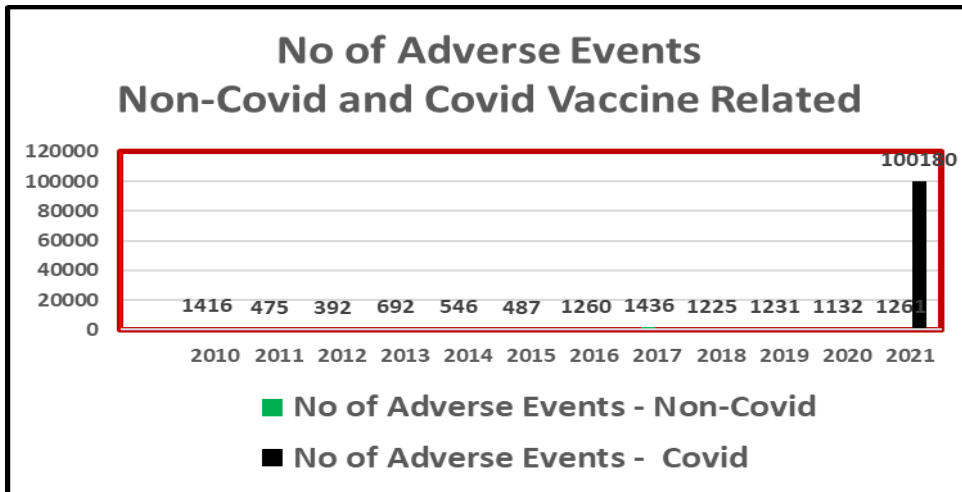 No of Adverse Events
Non-Covid and Covid Vaccine Related
120000
100000
80000
60000
40000
20000
0
100180
1416 475 392 692 546 487 1260 1436 1225 1231 1132 1261
2010 2011 2012 2013 2014 2015 2016 2017 2018 2019 2020 2021
No of Adverse Events - Non-Covid
No of Adverse Events - Covid